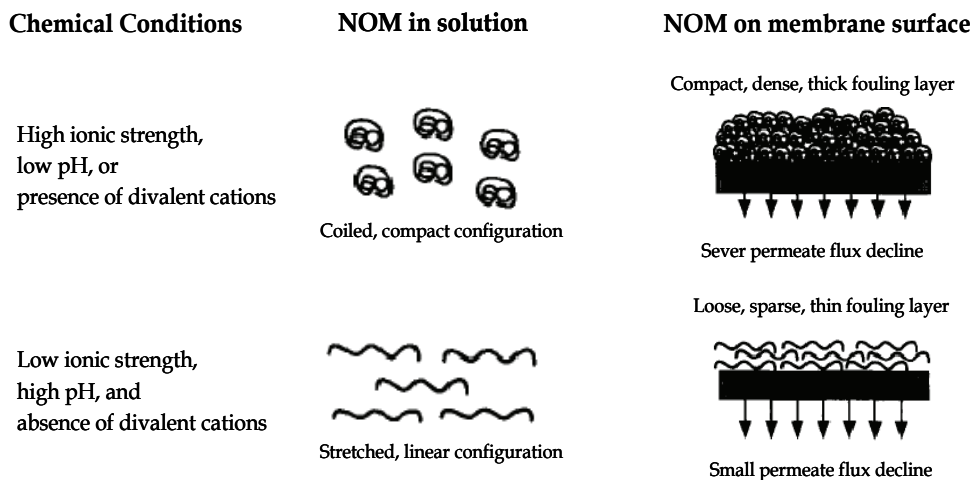 Chemical Conditions
NOM in solution
NOM on membrane surface
Compact, dense, thick fouling layer
High ionic strength,
low pH, or
presence of divalent cations
Coiled, compact configuration
Sever permeate flux decline
Loose, sparse, thin fouling layer
Low ionic strength,
high pH, and
absence of divalent cations
Stretched, linear configuration
Small permeate flux decline